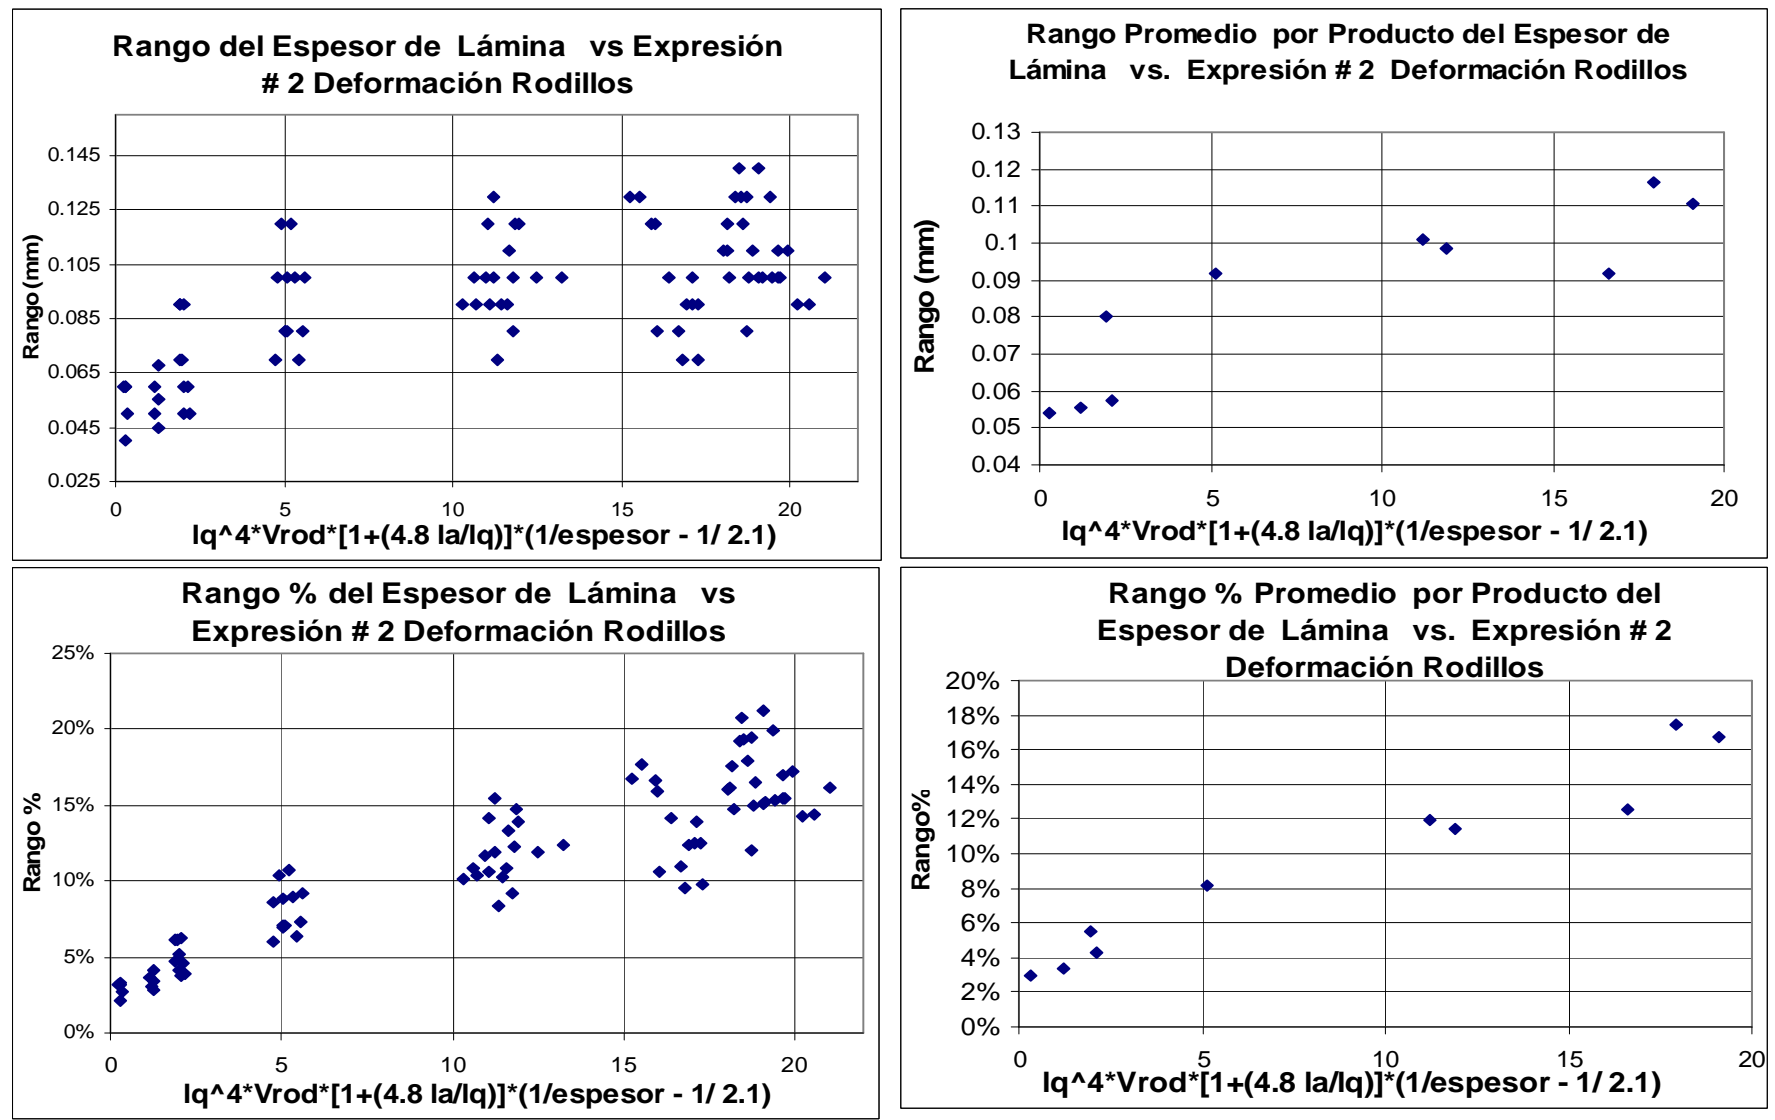 Rango del Espesor de Lámina vs Expresión
# 2 Deformación Rodillos
Rango (mm)
0.145
0.125
0.105
0.085
0.065
0.045
0.025
0 5 10 15 20
lq^4*Vrod*[1+(4.8 la/lq)]*(1/espesor - 1/ 2.1)
Rango Promedio por Producto del Espesor de
Lámina vs. Expresión # 2 Deformación Rodillos
Rango (mm)
0.13
0.12
0.11
0.1
0.09
0.08
0.07
0.06
0.05
0.04
0 5 10 15 20
lq^4*Vrod*[1+(4.8 la/lq)]*(1/espesor - 1/ 2.1)
Rango % del Espesor de Lámina vs
Expresión # 2 Deformación Rodillos
Rango %
25%
20%
15%
10%
5%
0%
0 5 10 15 20
lq^4*Vrod*[1+(4.8 la/lq)]*(1/espesor - 1/ 2.1)
Rango % Promedio por Producto del
Espesor de Lámina vs. Expresión # 2
Deformación Rodillos
Rango%
20%
18%
16%
14%
12%
10%
8%
6%
4%
2%
0%
0 5 10 15 20
lq^4*Vrod*[1+(4.8 la/lq)]*(1/espesor - 1/ 2.1)